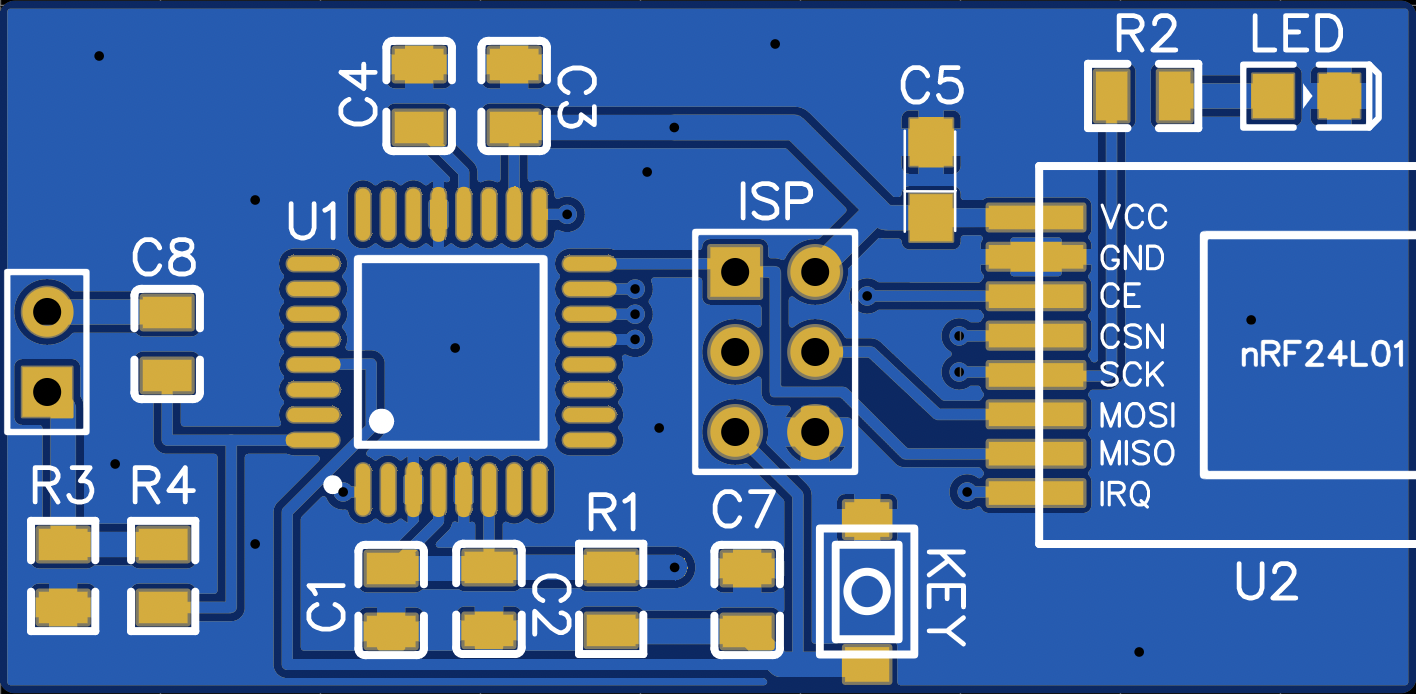 R2
LED
C4
C3
C5
ISP
U1
VCC
GND
C8
CE
CSN
nRF24L01
SCK
MOSI
MISO
R3
R4
IRQ
R1
C7
KEY
U2
C1
C2